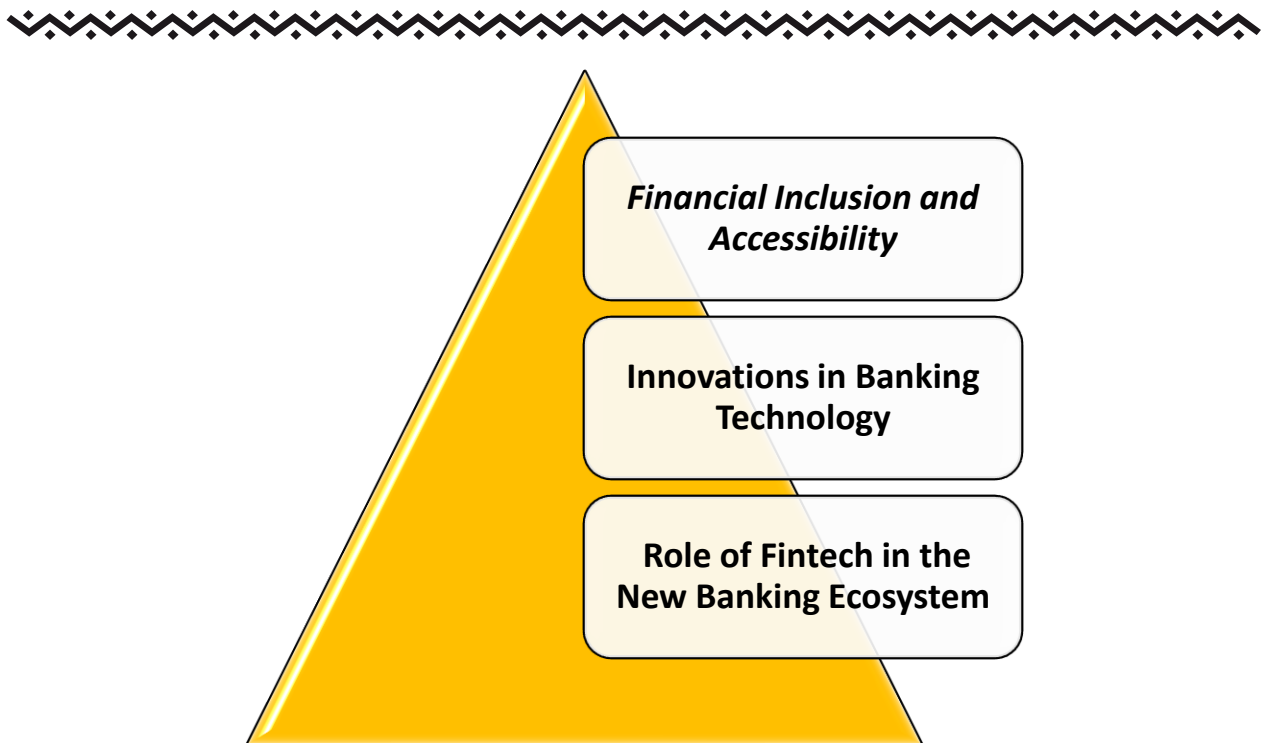 Financial Inclusion and
Accessibility
Innovations in Banking
Technology
Role of Fintech in the
New Banking Ecosystem